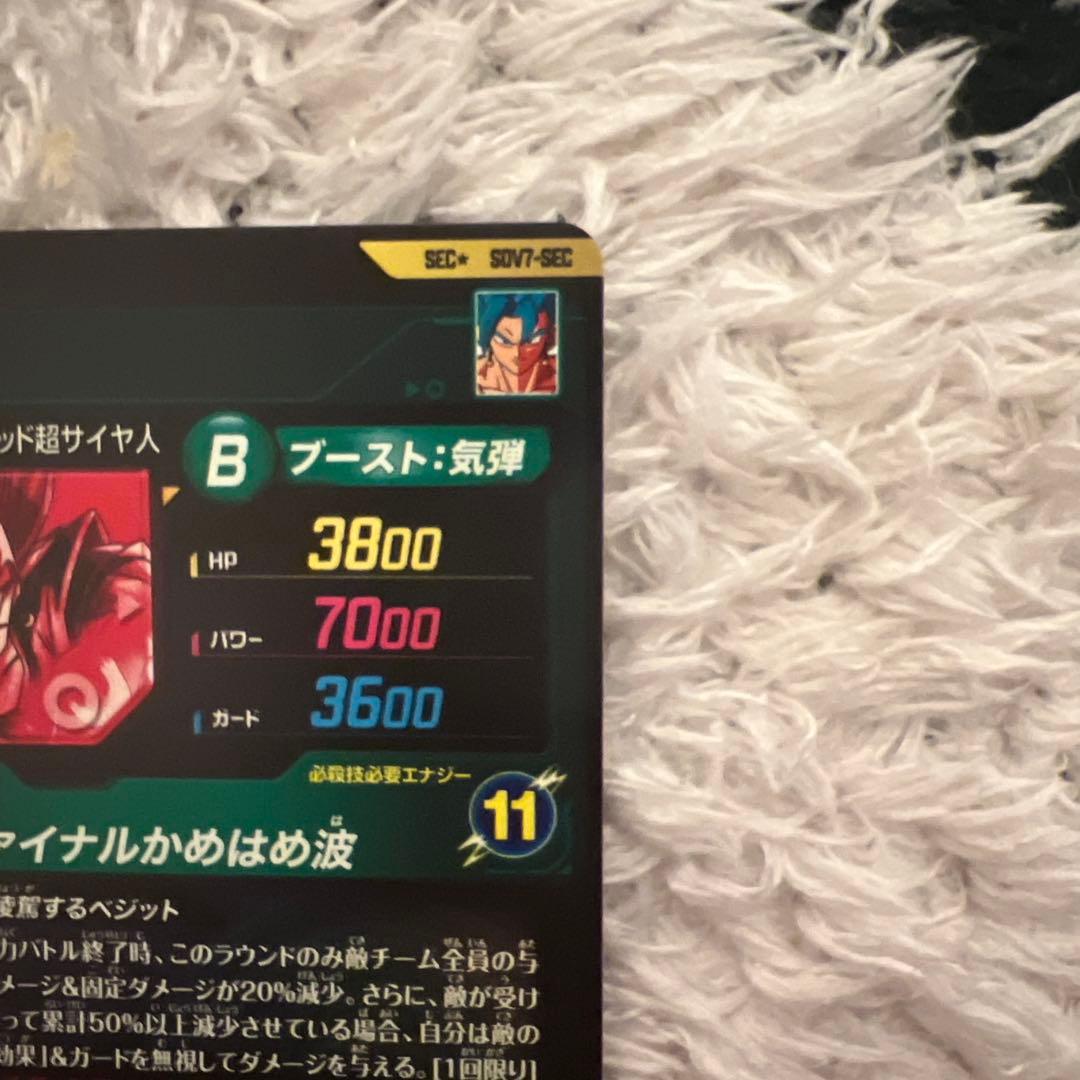 SEC★ SDV7-SEC
ッド超サイヤ人
B ブースト:気弾
HP 3800
パワー 7000
ガード 3600
必殺技必要エナジー
11
ァイナルかめはめ波
は
凌駕するベジット
力バトル終了時、このラウンドのみ敵チーム全員の与
メージ&固定ダメージが20%減少。さらに、敵が受け
って累計50%以上減少させている場合、自分は敵の
効果]&ガードを無視してダメージを与える。[1回限り]